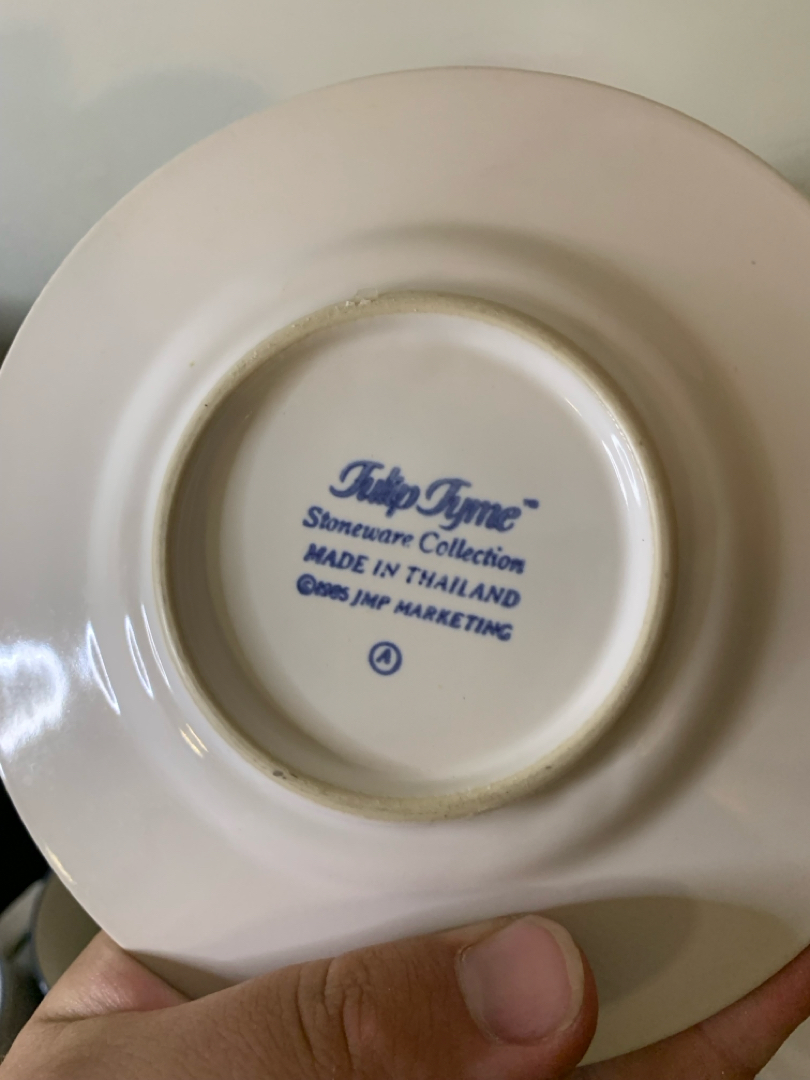 Tulip Tyme™
Stoneware Collection
MADE IN THAILAND
©1985 JMP MARKETING
A